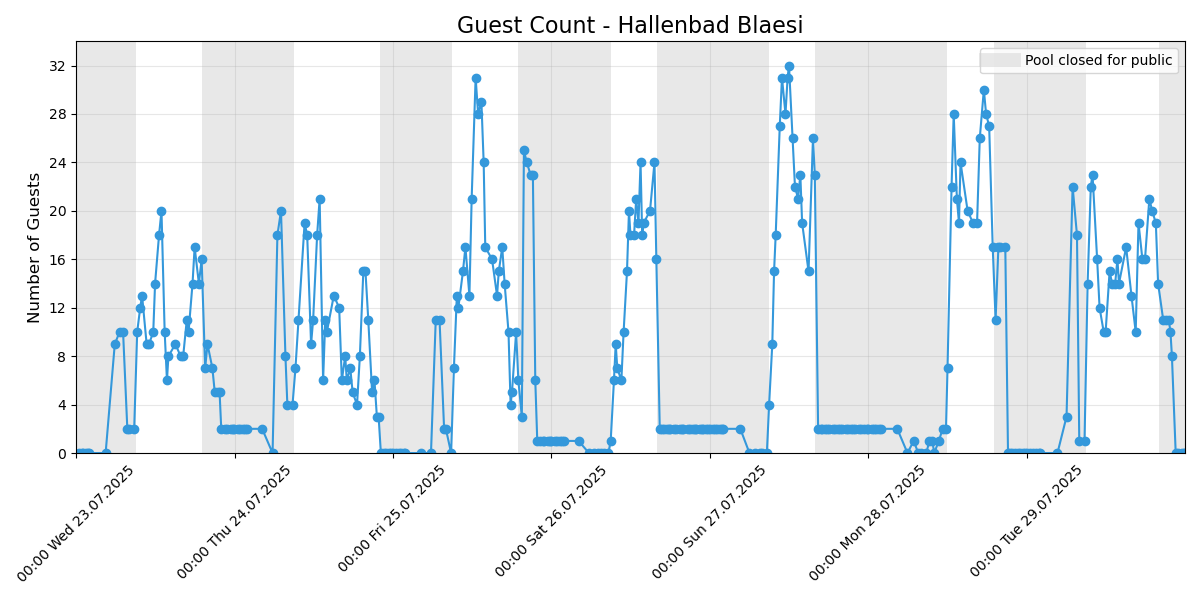 Guest Count - Hallenbad Blaesi
Pool closed for public
Number of Guests
32
28
24
20
16
12
8
4
0
00:00 Wed 23.07.2025
00:00 Thu 24.07.2025
00:00 Fri 25.07.2025
00:00 Sat 26.07.2025
00:00 Sun 27.07.2025
00:00 Mon 28.07.2025
00:00 Tue 29.07.2025